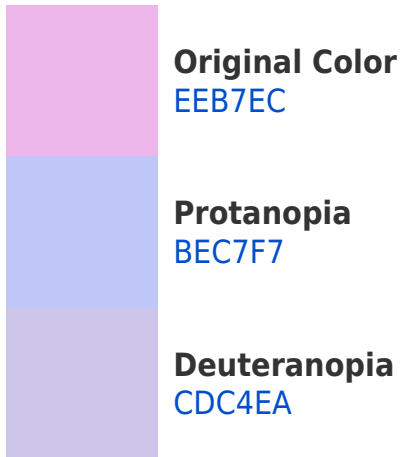 Original Color
EEB7EC
Protanopia
BEC7F7
Deuteranopia
CDC4EA